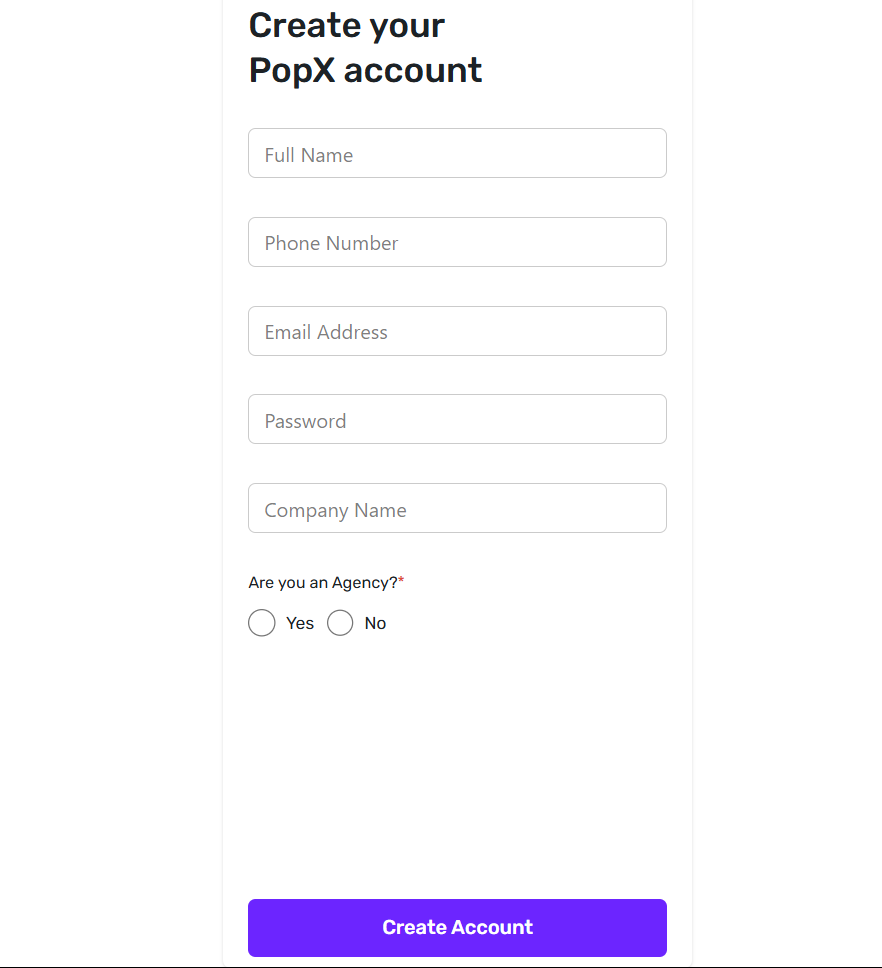 Create your
PopX account
Full Name
Phone Number
Email Address
Password
Company Name
Are you an Agency?*
Yes No
Create Account